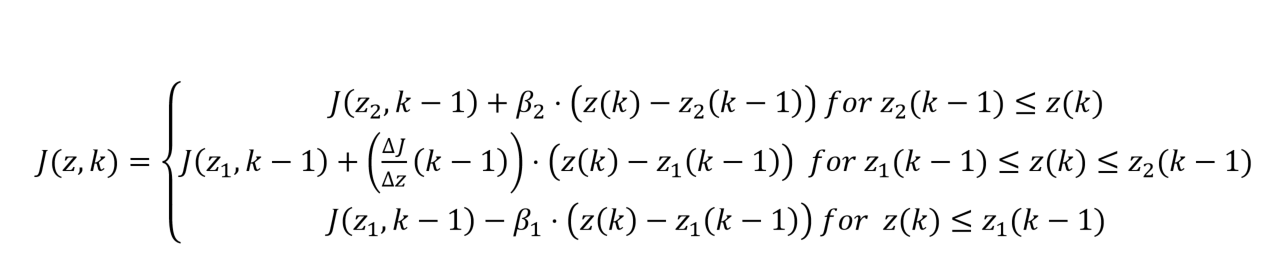 J(z₂, k − 1) + β₂ · (z(k) − z₂(k − 1)) for z₂(k − 1) ≤ z(k)
J(z, k) = { J(z₁, k − 1) + (ΔJ/Δz (k − 1)) · (z(k) − z₁(k − 1)) for z₁(k − 1) ≤ z(k) ≤ z₂(k − 1)
J(z₁, k − 1) − β₁ · (z(k) − z₁(k − 1)) for z(k) ≤ z₁(k − 1)